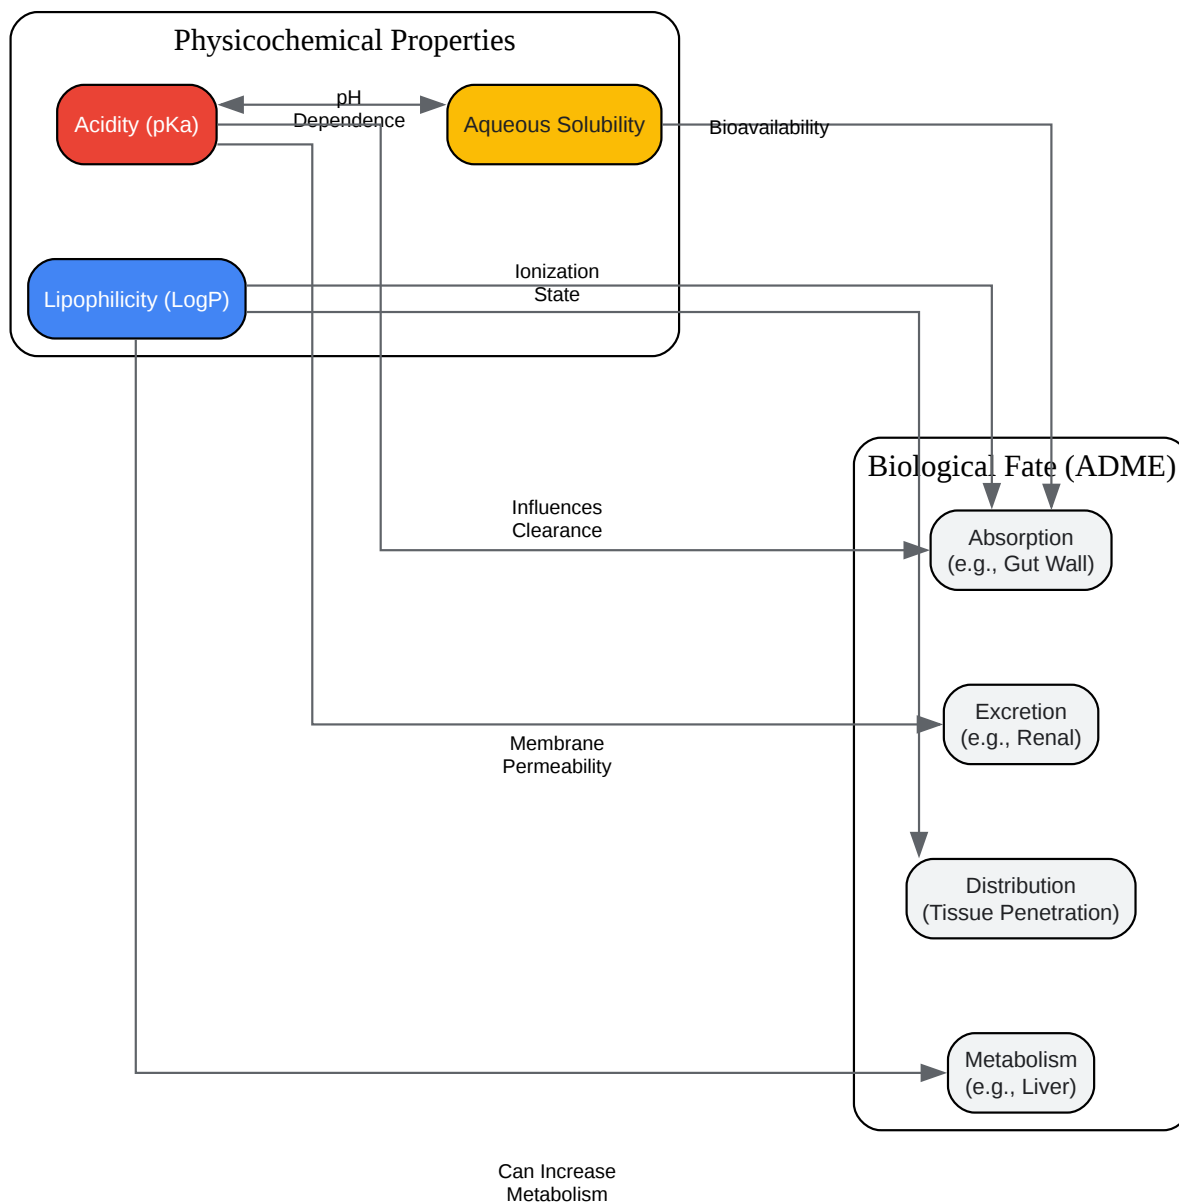 Physicochemical Properties
Acidity (pKa)
pH
Dependence
Aqueous Solubility
Bioavailability
Lipophilicity (LogP)
Ionization
State
Biological Fate (ADME)
Influences
Clearance
Absorption
(e.g., Gut Wall)
Excretion
(e.g., Renal)
Membrane
Permeability
Distribution
(Tissue Penetration)
Metabolism
(e.g., Liver)
Can Increase
Metabolism